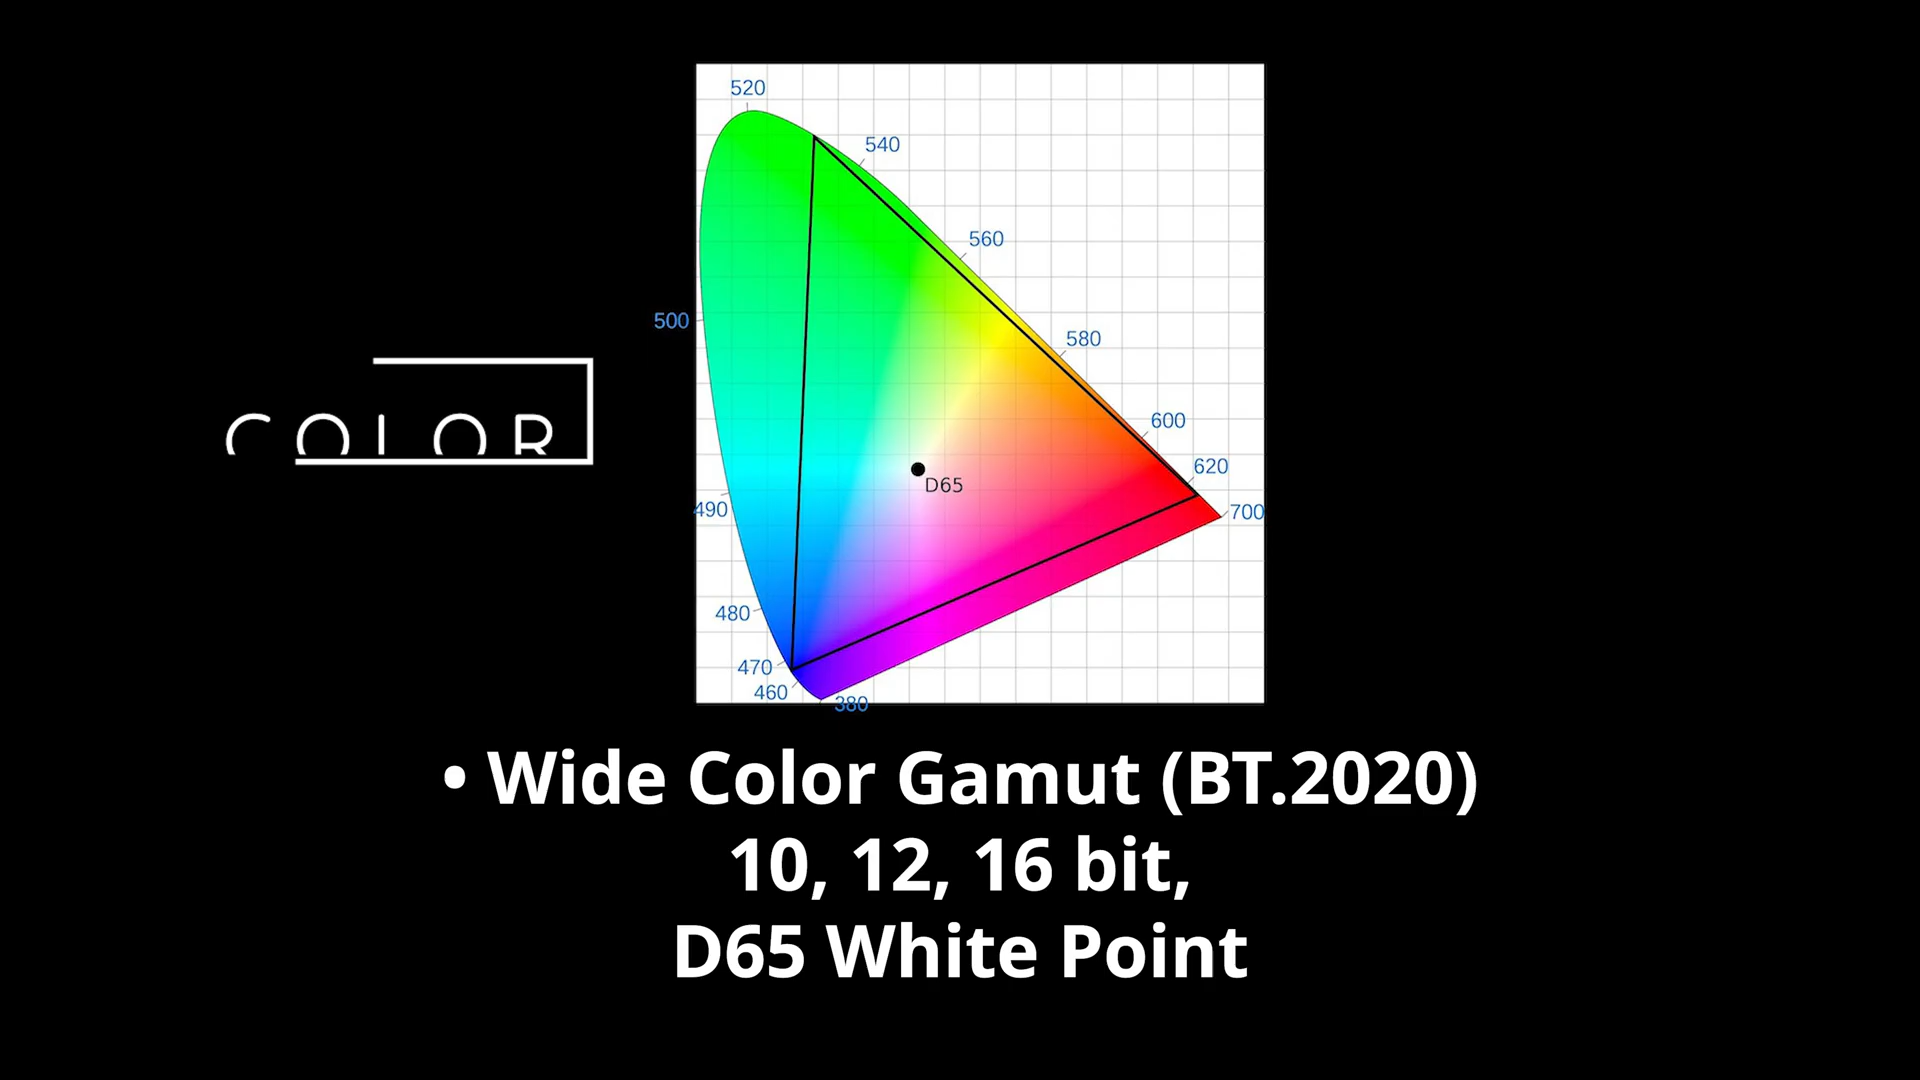 520
540
560
500
580
COLOR
600
620
D65
490
700
480
470
460
380
• Wide Color Gamut (BT.2020)
10, 12, 16 bit,
D65 White Point